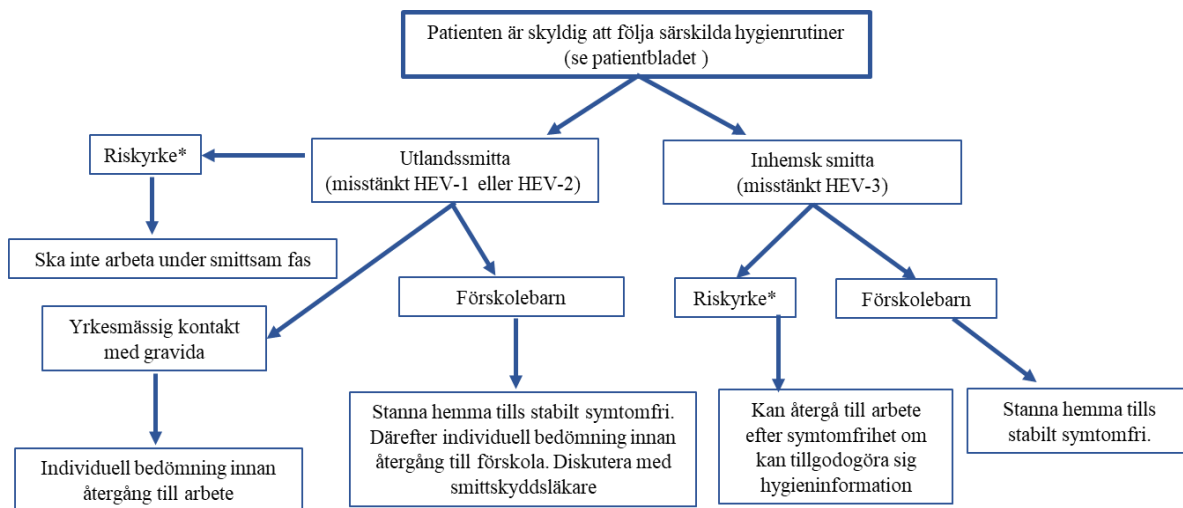 Patienten är skyldig att följa särskilda hygienrutiner
(se patientbladet )
Riskyrke*
Utlandssmitta
(misstänkt HEV-1 eller HEV-2)
Inhemsk smitta
(misstänkt HEV-3)
Ska inte arbeta under smittsam fas
Förskolebarn
Riskyrke*
Förskolebarn
Yrkesmässig kontakt
med gravida
Stanna hemma tills stabilt symtomfri.
Därefter individuell bedömning innan
återgång till förskola. Diskutera med
smittskyddsläkare
Kan återgå till arbete
efter symtomfrihet om
kan tillgodogöra sig
hygieninformation
Stanna hemma tills
stabilt symtomfri.
Individuell bedömning innan
återgång till arbete